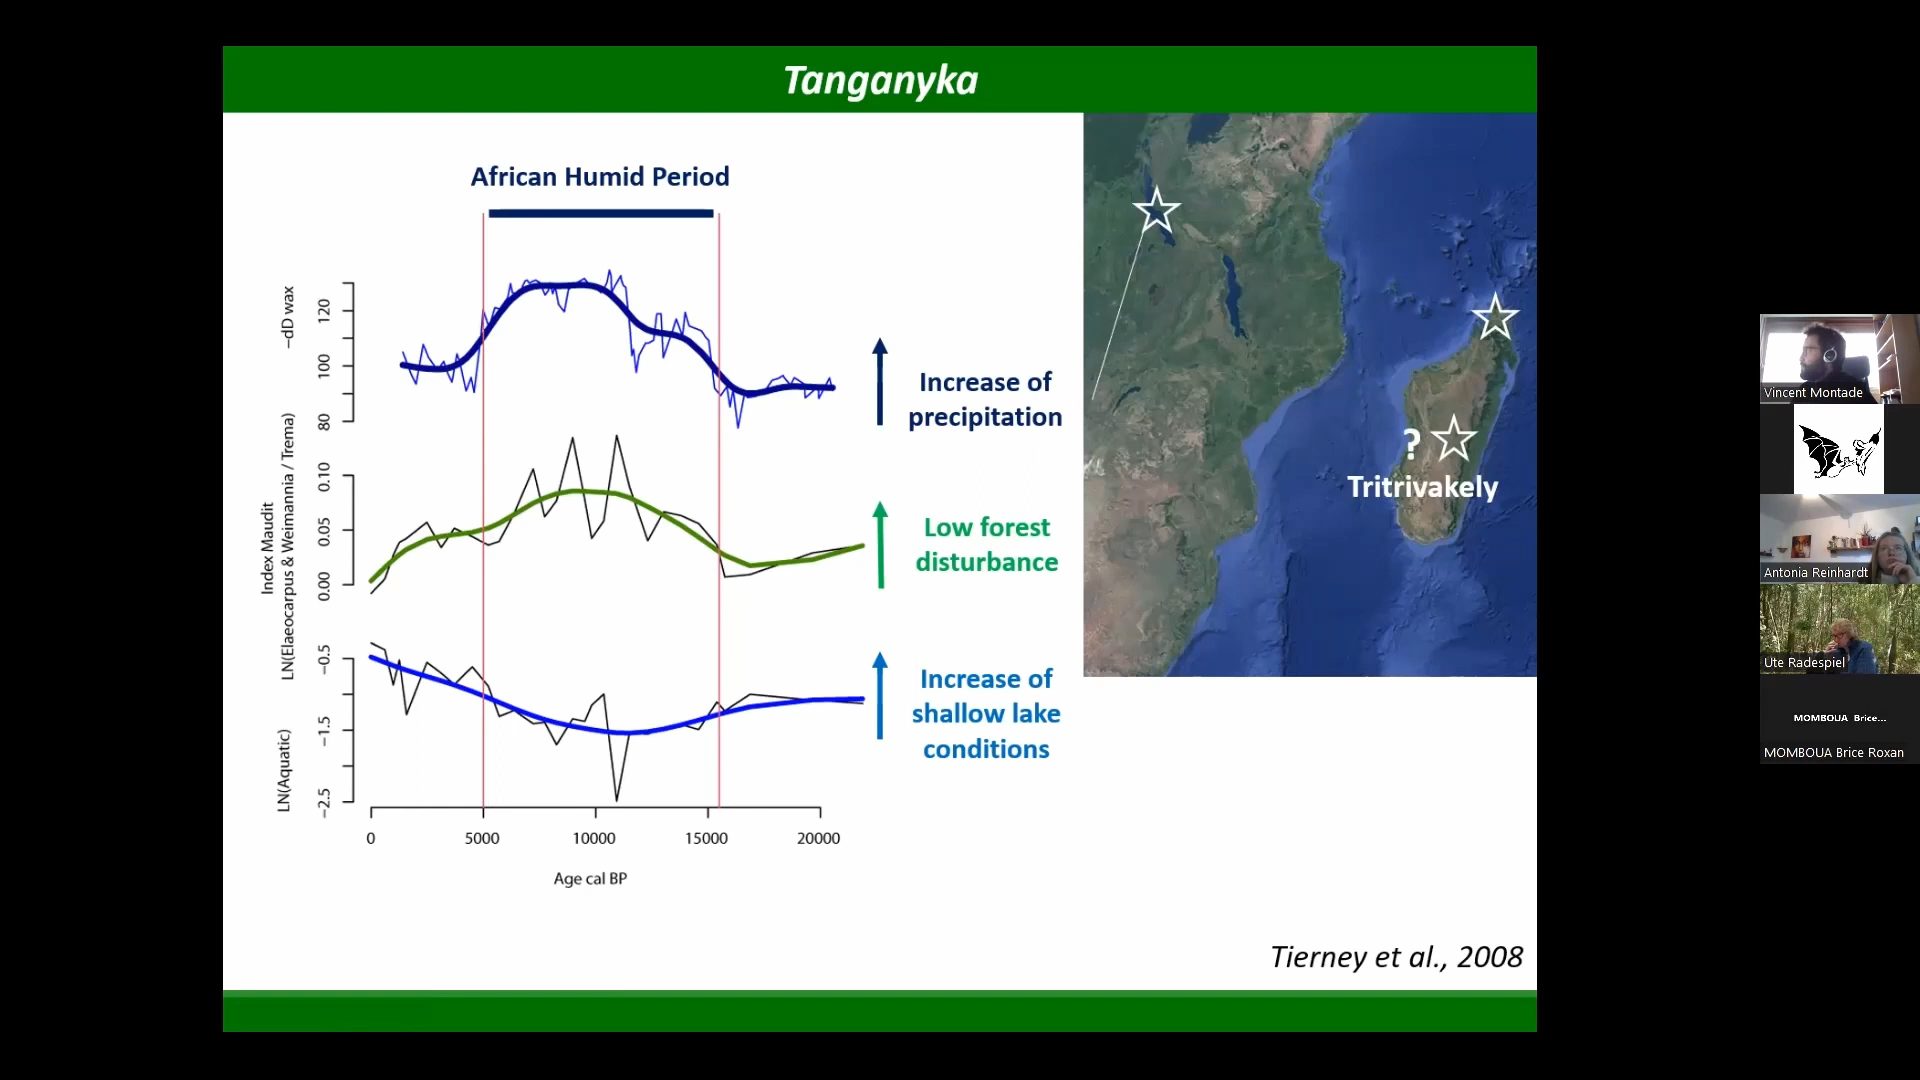 Tanganyka
African Humid Period
−dD wax
80
100
120
Increase of
precipitation
Index Maudit
LN(Elaeocarpus & Weimannia / Trema)
0.00
0.05
0.10
Low forest
disturbance
LN(Aquatic)
−2.5
−1.5
−0.5
Increase of
shallow lake
conditions
0
5000
10000
15000
20000
Age cal BP
?
Tritrivakely
Tierney et al., 2008
Vincent Montade
Antonia Reinhardt
Ute Radespiel
MOMBOUA Brice...
MOMBOUA Brice Roxan